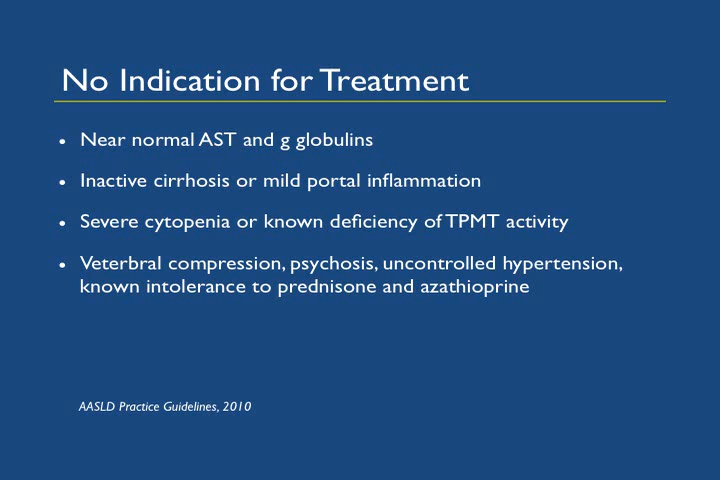 No Indication for Treatment
• Near normal AST and g globulins
• Inactive cirrhosis or mild portal inflammation
• Severe cytopenia or known deficiency of TPMT activity
• Veterbral compression, psychosis, uncontrolled hypertension,
known intolerance to prednisone and azathioprine
AASLD Practice Guidelines, 2010